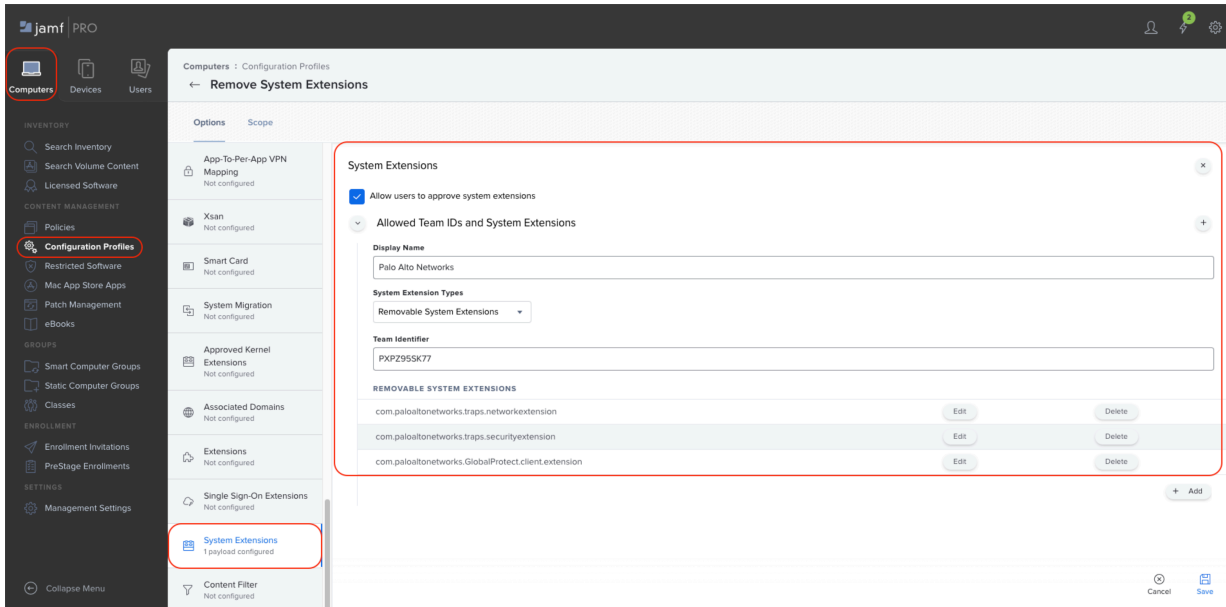 jamf PRO
2
Computers
Devices
Users
INVENTORY
Search Inventory
Search Volume Content
Licensed Software
CONTENT MANAGEMENT
Policies
Configuration Profiles
Restricted Software
Mac App Store Apps
Patch Management
eBooks
GROUPS
Smart Computer Groups
Static Computer Groups
Classes
ENROLLMENT
Enrollment Invitations
PreStage Enrollments
SETTINGS
Management Settings
Collapse Menu
Computers : Configuration Profiles
← Remove System Extensions
Options
Scope
App-To-Per-App VPN
Mapping
Not configured
Xsan
Not configured
Smart Card
Not configured
System Migration
Not configured
Approved Kernel
Extensions
Not configured
Associated Domains
Not configured
Extensions
Not configured
Single Sign-On Extensions
Not configured
System Extensions
1 payload configured
Content Filter
Not configured
System Extensions
Allow users to approve system extensions
Allowed Team IDs and System Extensions
Display Name
Palo Alto Networks
System Extension Types
Removable System Extensions
Team Identifier
PXPZ95SK77
REMOVABLE SYSTEM EXTENSIONS
com.paloaltonetworks.traps.networkextension Edit Delete
com.paloaltonetworks.traps.securityextension Edit Delete
com.paloaltonetworks.GlobalProtect.client.extension Edit Delete
+ Add
Cancel
Save